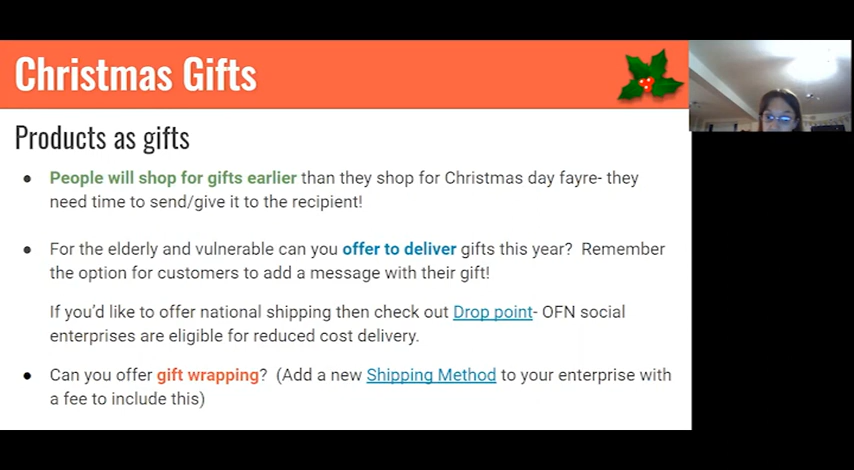 Christmas Gifts
Products as gifts
● People will shop for gifts earlier than they shop for Christmas day fayre- they
need time to send/give it to the recipient!
● For the elderly and vulnerable can you offer to deliver gifts this year? Remember
the option for customers to add a message with their gift!
If you'd like to offer national shipping then check out Drop point- OFN social
enterprises are eligible for reduced cost delivery.
● Can you offer gift wrapping? (Add a new Shipping Method to your enterprise with
a fee to include this)